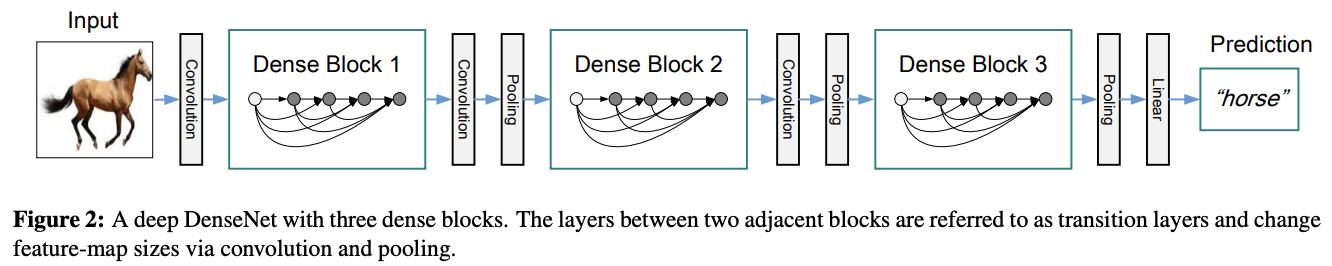 Input
Convolution
Dense Block 1
Convolution
Pooling
Dense Block 2
Convolution
Pooling
Dense Block 3
Pooling
Linear
Prediction
“horse”
Figure 2: A deep DenseNet with three dense blocks. The layers between two adjacent blocks are referred to as transition layers and change
feature-map sizes via convolution and pooling.